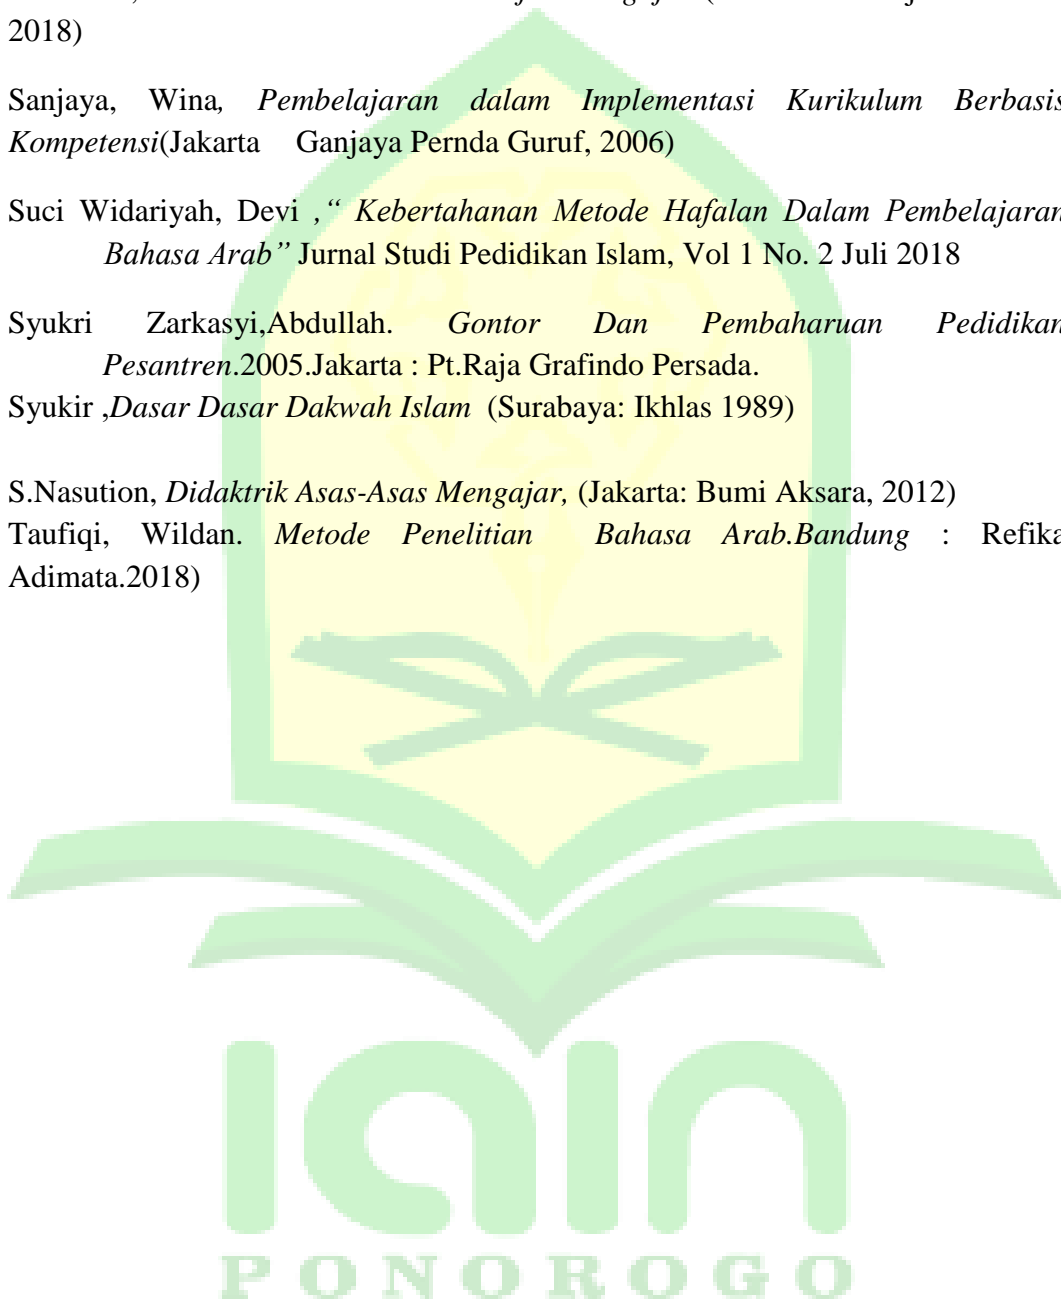 2018)
Sanjaya, Wina, Pembelajaran dalam Implementasi Kurikulum Berbasis
Kompetensi(Jakarta Ganjaya Pernda Guruf, 2006)
Suci Widariyah, Devi ,“ Kebertahanan Metode Hafalan Dalam Pembelajaran
Bahasa Arab” Jurnal Studi Pedidikan Islam, Vol 1 No. 2 Juli 2018
Syukri Zarkasyi,Abdullah. Gontor Dan Pembaharuan Pedidikan
Pesantren.2005.Jakarta : Pt.Raja Grafindo Persada.
Syukir ,Dasar Dasar Dakwah Islam (Surabaya: Ikhlas 1989)
S.Nasution, Didaktrik Asas-Asas Mengajar, (Jakarta: Bumi Aksara, 2012)
Taufiqi, Wildan. Metode Penelitian Bahasa Arab.Bandung : Refika
Adimata.2018)
iain
PONOROGO